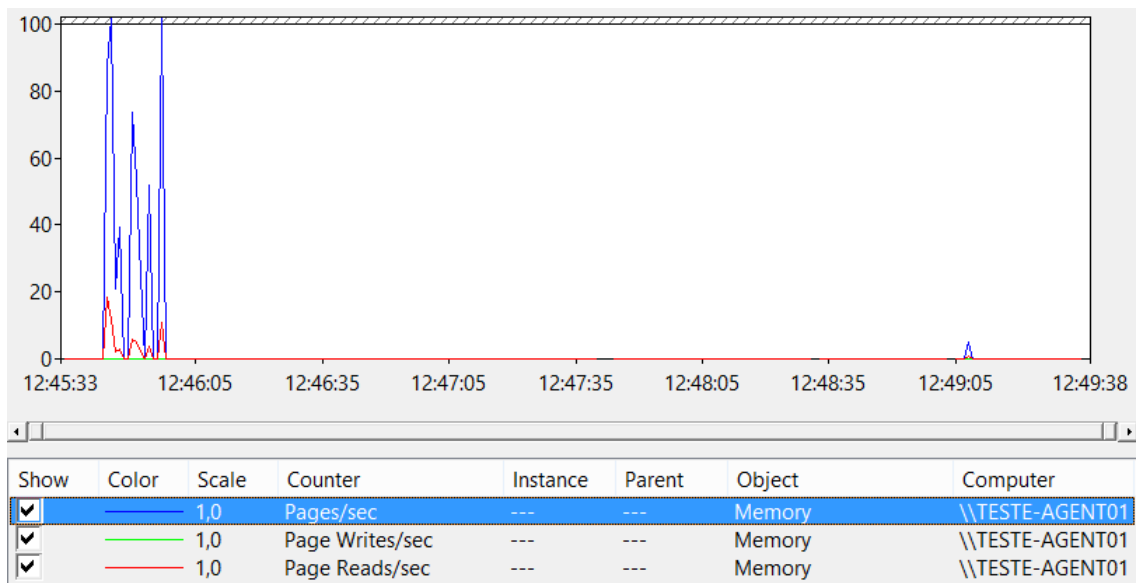 100
80
60
40
20
0
12:45:33 12:46:05 12:46:35 12:47:05 12:47:35 12:48:05 12:48:35 12:49:05 12:49:38
Show Color Scale Counter Instance Parent Object Computer
1,0 Pages/sec --- --- Memory \\TESTE-AGENT01
1,0 Page Writes/sec --- --- Memory \\TESTE-AGENT01
1,0 Page Reads/sec --- --- Memory \\TESTE-AGENT01